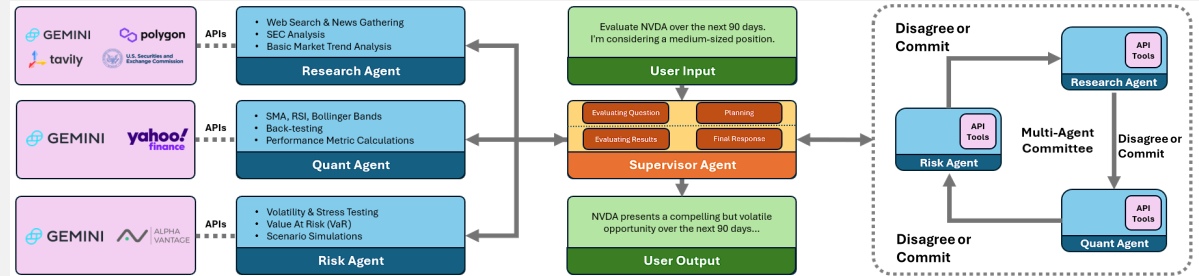 GEMINI
polygon
tavily
U.S. Securities and
Exchange Commission
APIs
• Web Search & News Gathering
• SEC Analysis
• Basic Market Trend Analysis
Research Agent
GEMINI
yahoo!
finance
APIs
• SMA, RSI, Bollinger Bands
• Back-testing
• Performance Metric Calculations
Quant Agent
GEMINI
ALPHA
VANTAGE
APIs
• Volatility & Stress Testing
• Value At Risk (VaR)
• Scenario Simulations
Risk Agent
Evaluate NVDA over the next 90 days.
I'm considering a medium-sized position.
User Input
Evaluating Question
Planning
Evaluating Results
Final Response
Supervisor Agent
NVDA presents a compelling but volatile
opportunity over the next 90 days...
User Output
Disagree or
Commit
API
Tools
Research Agent
API
Tools
Risk Agent
Multi-Agent
Committee
Disagree or
Commit
API
Tools
Quant Agent
Disagree or
Commit